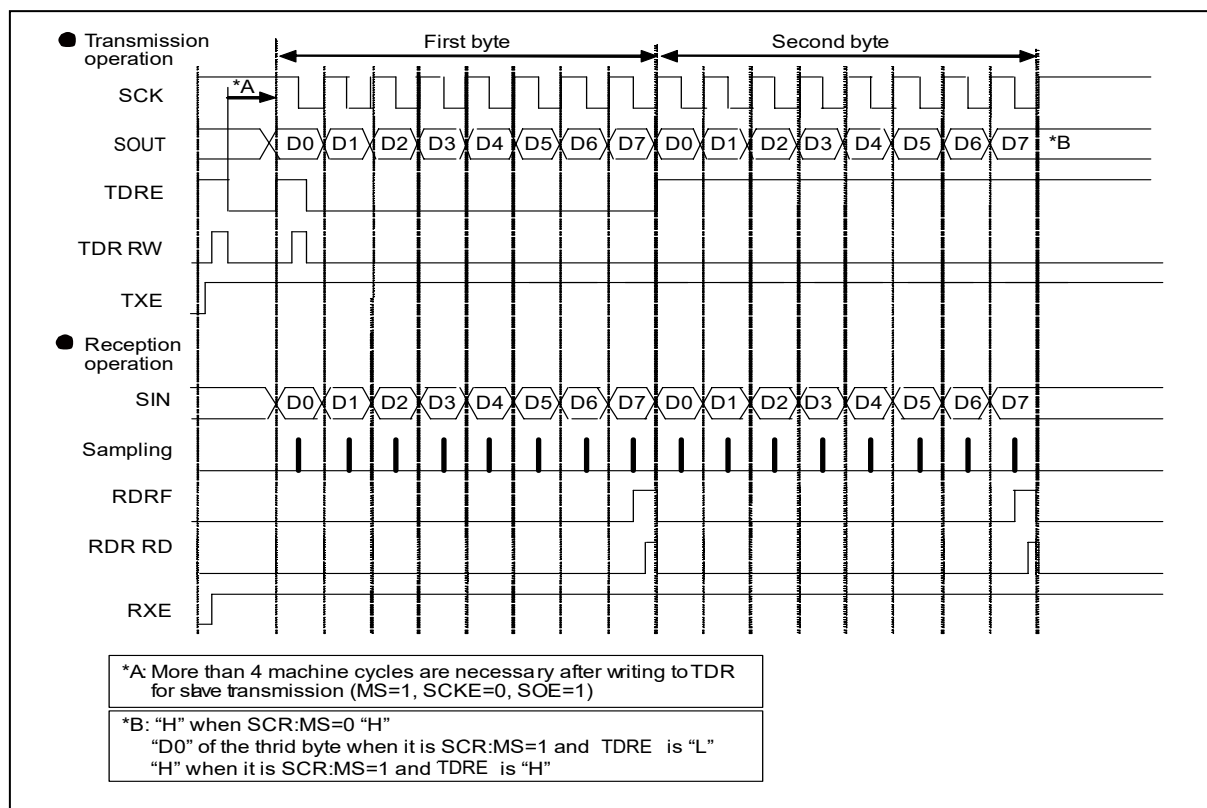 ● Transmission
operation
First byte
Second byte
SCK
*A
SOUT
D0 D1 D2 D3 D4 D5 D6 D7 D0 D1 D2 D3 D4 D5 D6 D7
*B
TDRE
TDR RW
TXE
● Reception
operation
SIN
D0 D1 D2 D3 D4 D5 D6 D7 D0 D1 D2 D3 D4 D5 D6 D7
Sampling
RDRF
RDR RD
RXE
*A: More than 4 machine cycles are necessary after writing to TDR
for slave transmission (MS=1, SCKE=0, SOE=1)
*B: “H” when SCR:MS=0 “H”
“D0” of the thrid byte when it is SCR:MS=1 and TDRE is “L”
“H” when it is SCR:MS=1 and TDRE is “H”